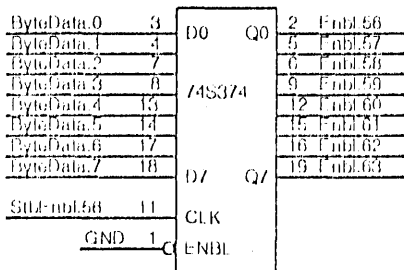 ByteData.0 3 D0 Q0 2 Enbl.56
ByteData.1 4 5 Enbl.57
ByteData.2 7 6 Enbl.58
ByteData.3 8 74S374 9 Enbl.59
ByteData.4 13 12 Enbl.60
ByteData.5 14 15 Enbl.61
ByteData.6 17 16 Enbl.62
ByteData.7 18 D7 Q7 19 Enbl.63
StbEnbl.56 11 CLK
GND 1 ENBL